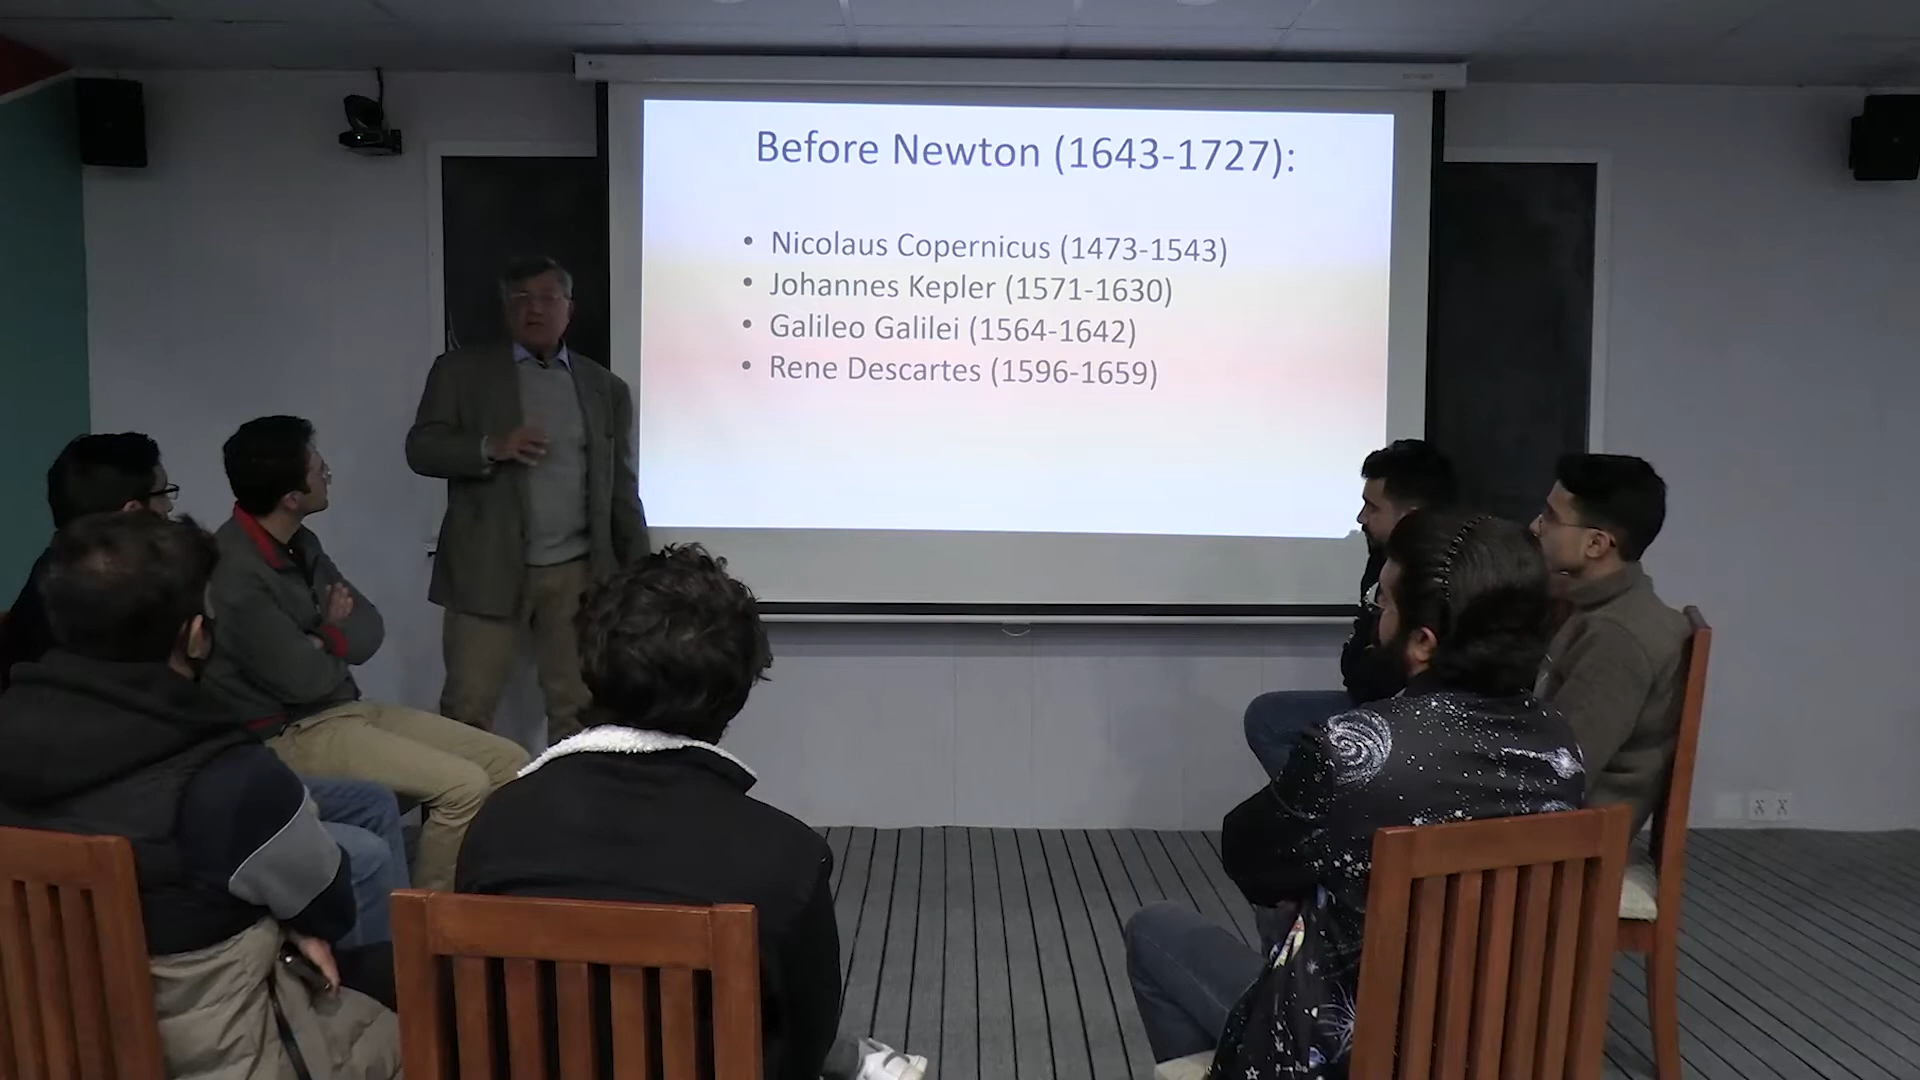 Before Newton (1643-1727):
• Nicolaus Copernicus (1473-1543)
• Johannes Kepler (1571-1630)
• Galileo Galilei (1564-1642)
• Rene Descartes (1596-1659)